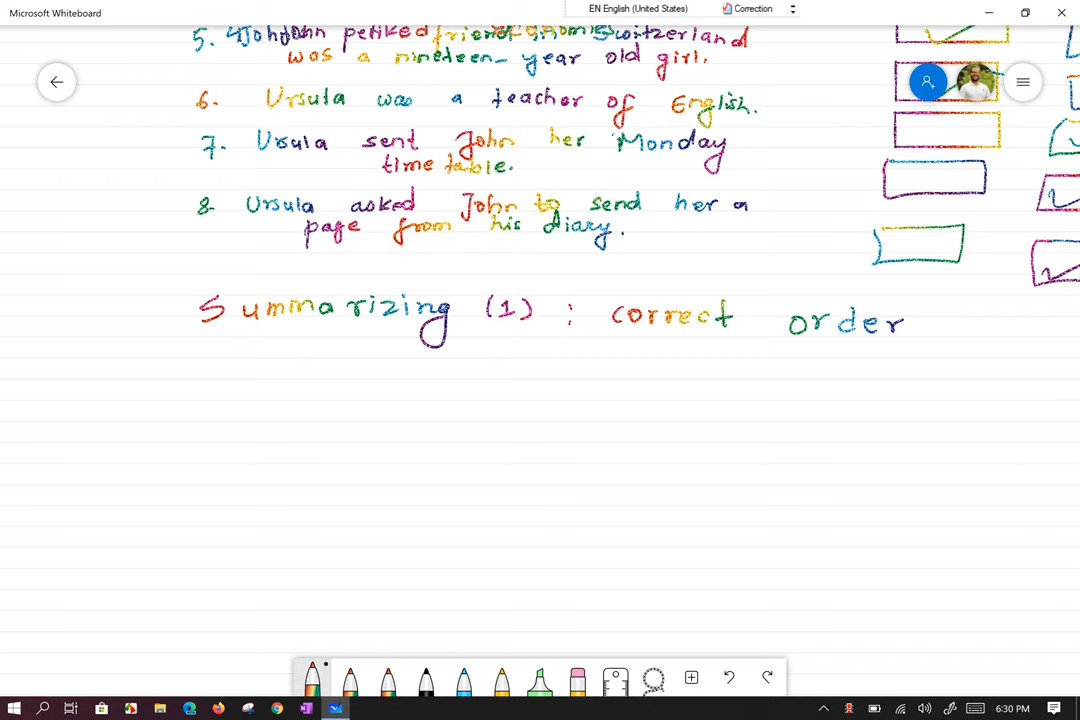 Microsoft Whiteboard
EN English (United States) Correction
5. John friend Switzerland
was a nineteen-year old girl.
6. Ursula was a teacher of English.
7. Ursula sent John her Monday
time table.
8 Ursula asked John to send her a
page from his diary.
Summarizing (1) : correct order
6:30 PM